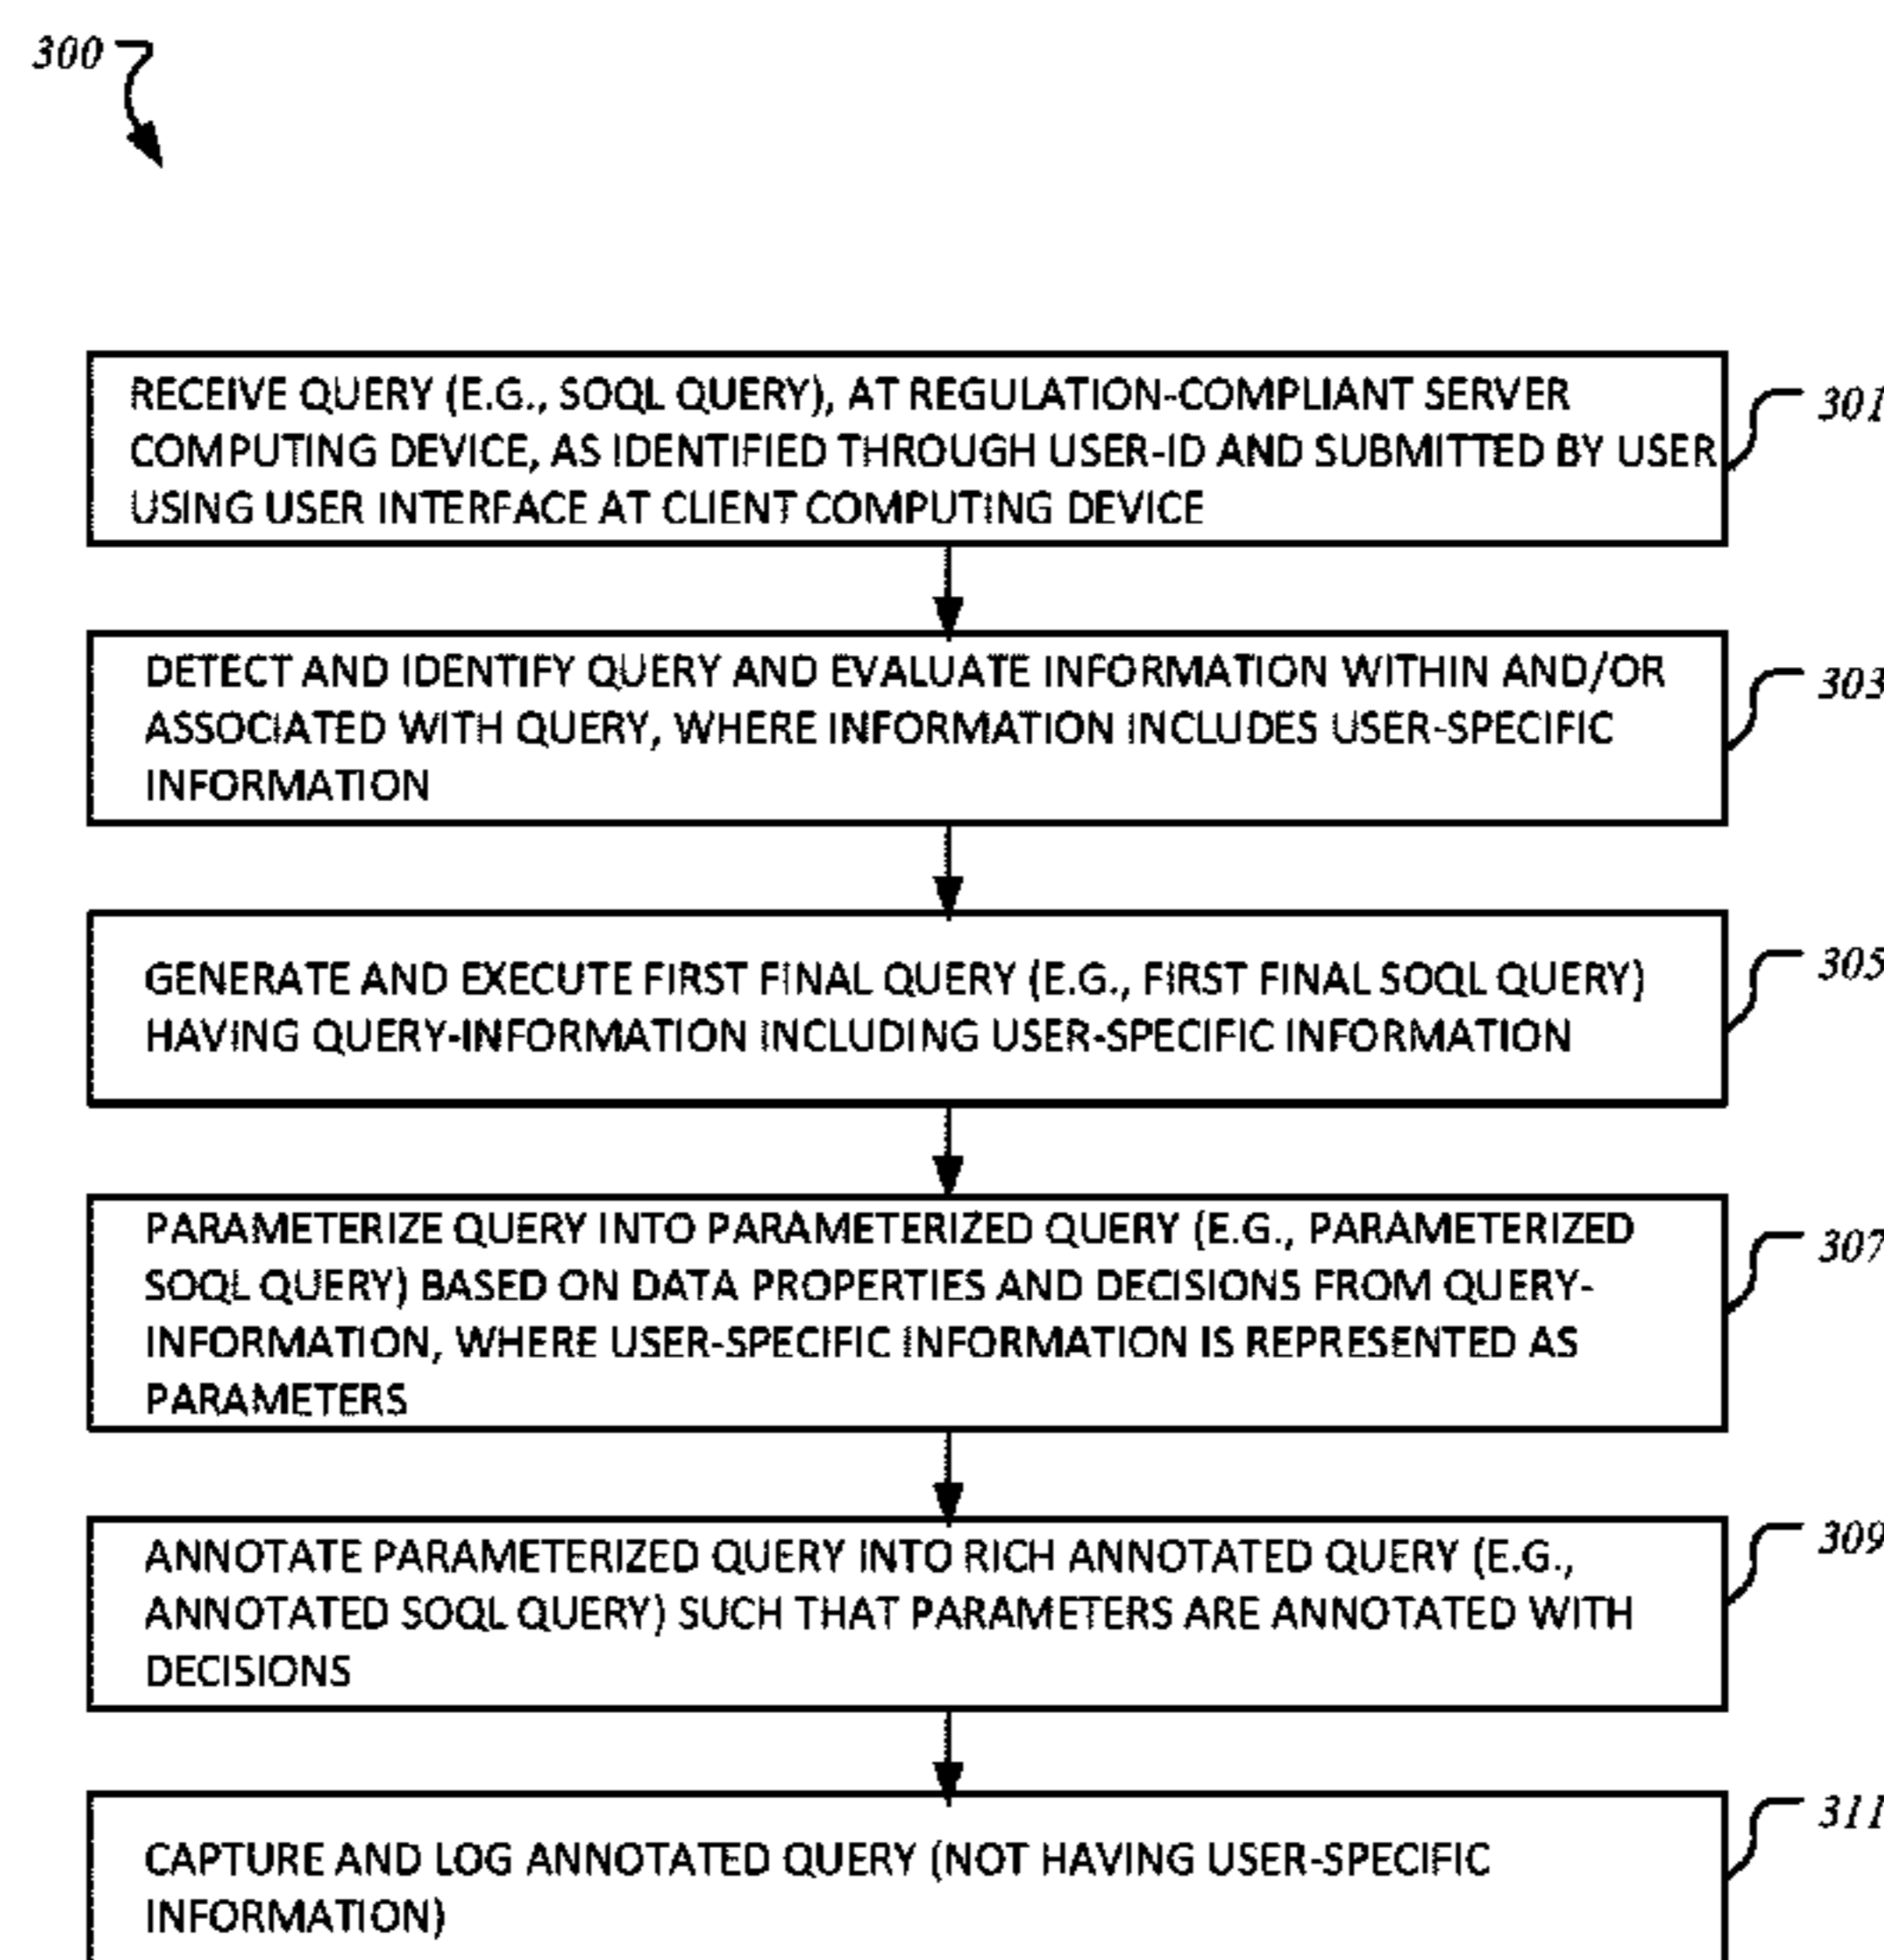 300
RECEIVE QUERY (E.G., SOQL QUERY), AT REGULATION-COMPLIANT SERVER
COMPUTING DEVICE, AS IDENTIFIED THROUGH USER-ID AND SUBMITTED BY USER
USING USER INTERFACE AT CLIENT COMPUTING DEVICE
301
DETECT AND IDENTIFY QUERY AND EVALUATE INFORMATION WITHIN AND/OR
ASSOCIATED WITH QUERY, WHERE INFORMATION INCLUDES USER-SPECIFIC
INFORMATION
303
GENERATE AND EXECUTE FIRST FINAL QUERY (E.G., FIRST FINAL SOQL QUERY)
HAVING QUERY-INFORMATION INCLUDING USER-SPECIFIC INFORMATION
305
PARAMETERIZE QUERY INTO PARAMETERIZED QUERY (E.G., PARAMETERIZED
SOQL QUERY) BASED ON DATA PROPERTIES AND DECISIONS FROM QUERY-
INFORMATION, WHERE USER-SPECIFIC INFORMATION IS REPRESENTED AS
PARAMETERS
307
ANNOTATE PARAMETERIZED QUERY INTO RICH ANNOTATED QUERY (E.G.,
ANNOTATED SOQL QUERY) SUCH THAT PARAMETERS ARE ANNOTATED WITH
DECISIONS
309
CAPTURE AND LOG ANNOTATED QUERY (NOT HAVING USER-SPECIFIC
INFORMATION)
311